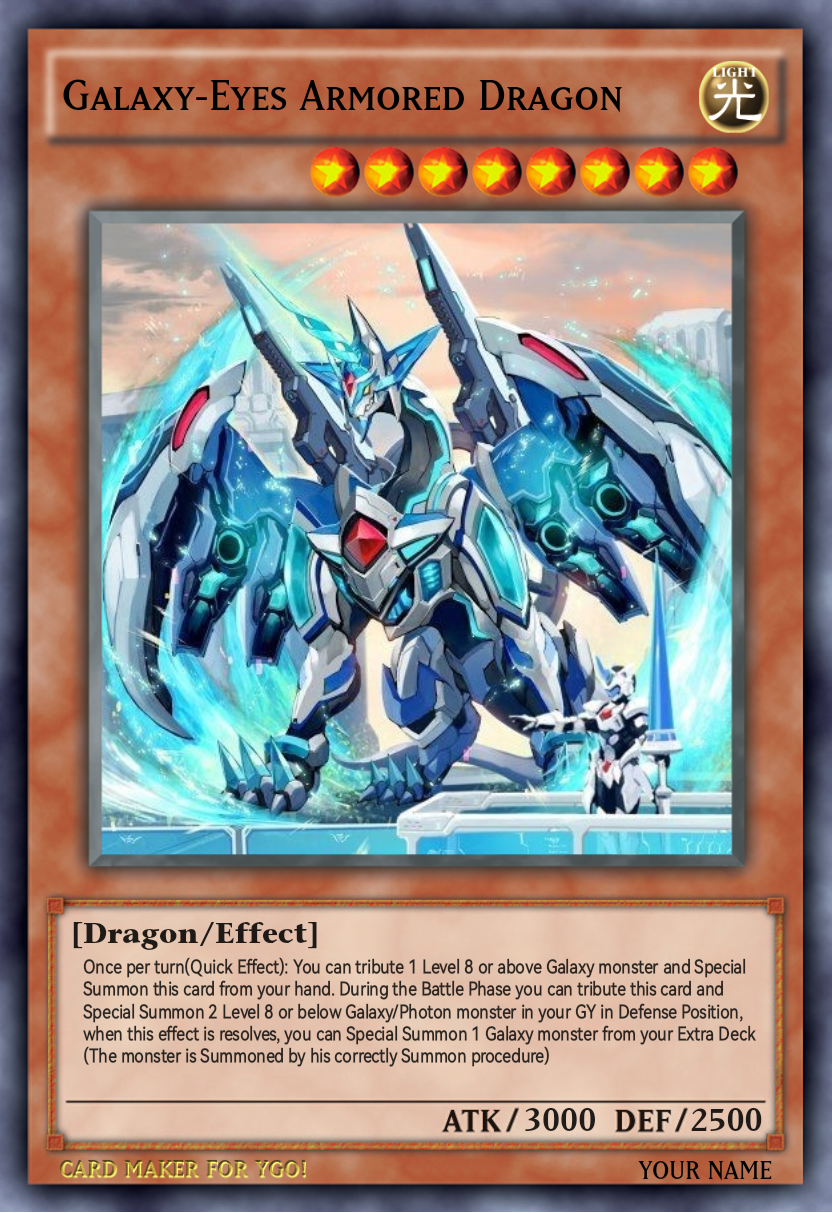 Galaxy-Eyes Armored Dragon
LIGHT
光
[Dragon/Effect]
Once per turn(Quick Effect): You can tribute 1 Level 8 or above Galaxy monster and Special
Summon this card from your hand. During the Battle Phase you can tribute this card and
Special Summon 2 Level 8 or below Galaxy/Photon monster in your GY in Defense Position,
when this effect is resolves, you can Special Summon 1 Galaxy monster from your Extra Deck
(The monster is Summoned by his correctly Summon procedure)
ATK/3000 DEF/2500
CARD MAKER FOR YGO! YOUR NAME